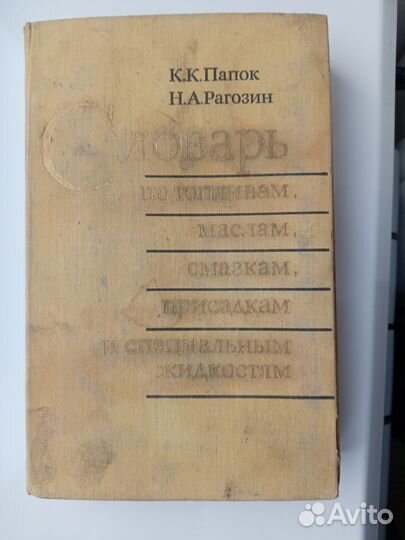 К.К.Папок
Н.А.Рагозин
Словарь
по топливам,
маслам,
смазкам,
присадкам
и специальным
жидкостям
Avito